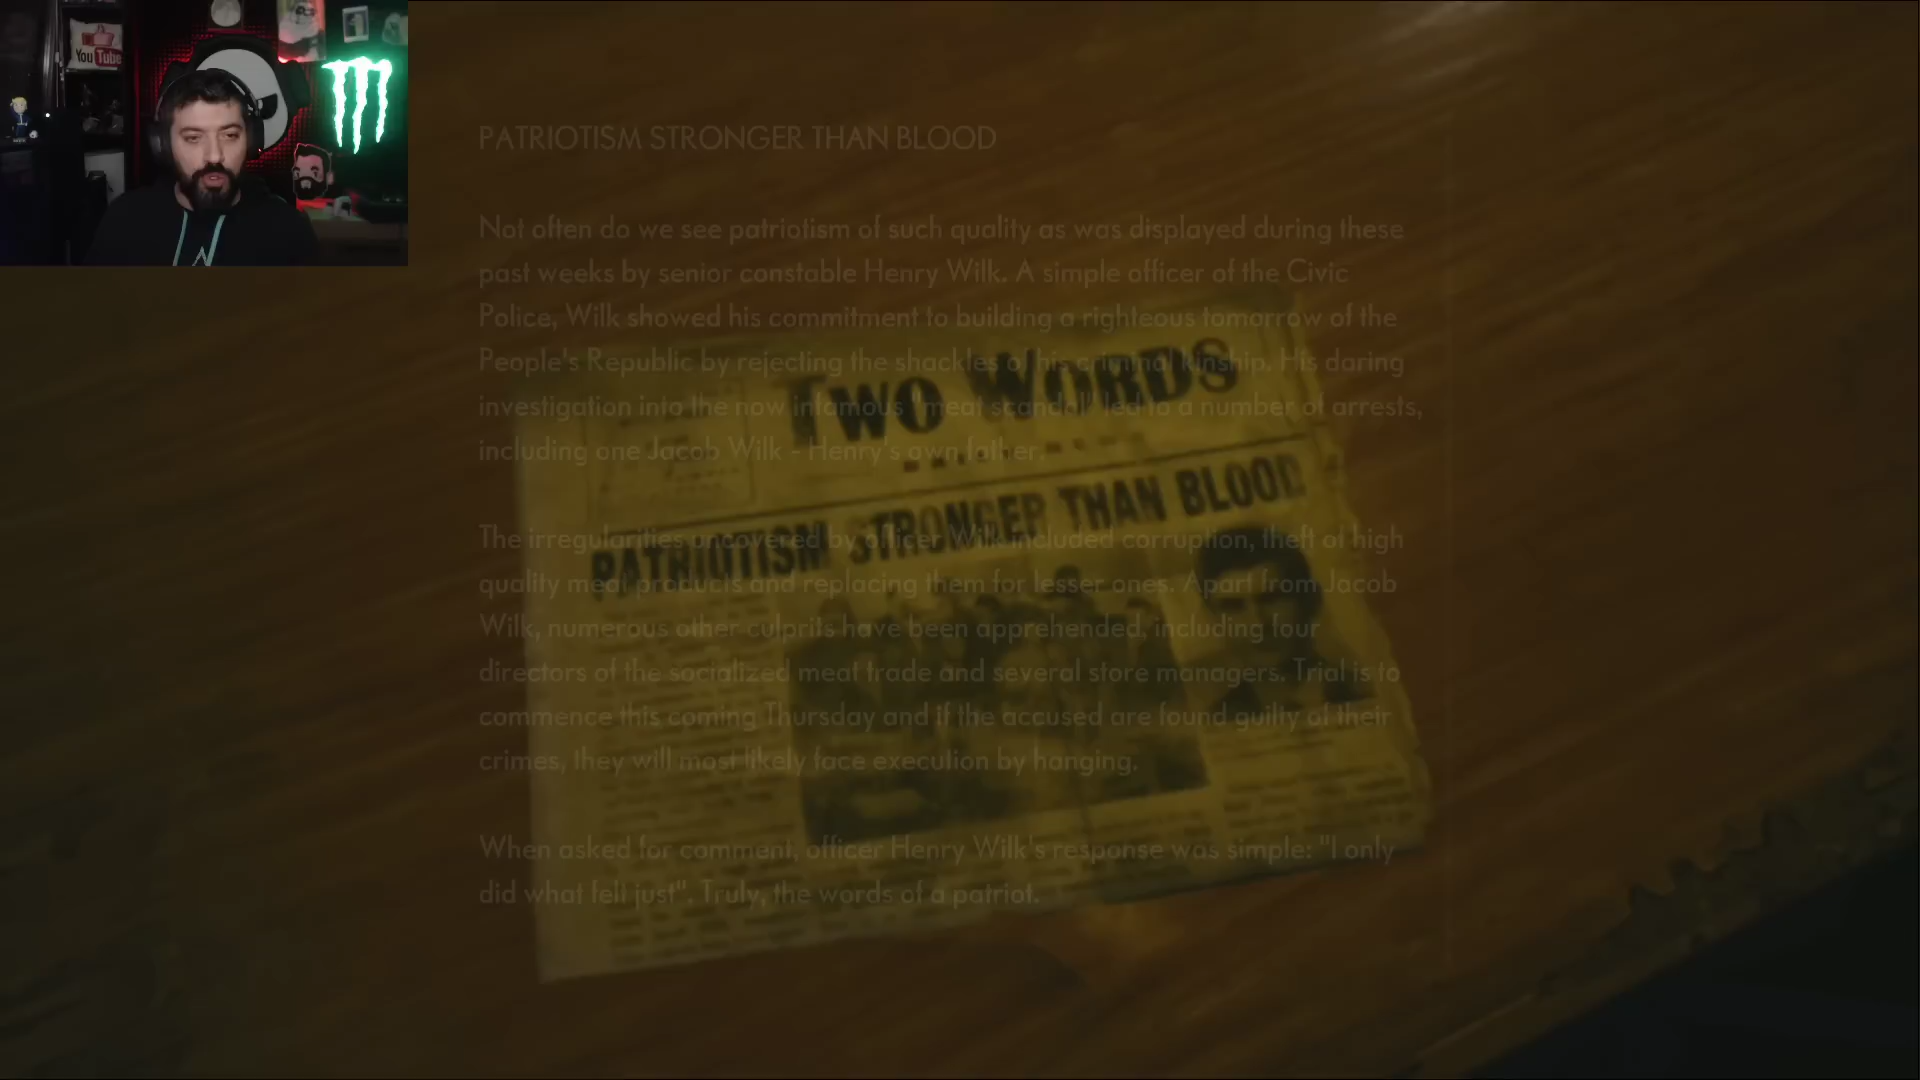 You Tube
PATRIOTISM STRONGER THAN BLOOD
Not often do we see patriotism of such quality as was displayed during these
past weeks by senior constable Henry Wilk. A simple officer of the Civic
Police, Wilk showed his commitment to building a righteous tomorrow of the
People's Republic by rejecting the shackles of his criminal kinship. His daring
investigation into the now infamous "meat scandal" led to a number of arrests,
including one Jacob Wilk - Henry's own father.
The irregularities uncovered by officer Wilk included corruption, theft of high
quality meat products and replacing them for lesser ones. Apart from Jacob
Wilk, numerous other culprits have been apprehended, including four
directors of the socialized meat trade and several store managers. Trial is to
commence this coming Thursday and if the accused are found guilty of their
crimes, they will most likely face execution by hanging.
When asked for comment, officer Henry Wilk's response was simple: "I only
did what felt just". Truly, the words of a patriot.
TWO WORDS
PATRIOTISM STRONGER THAN BLOOD